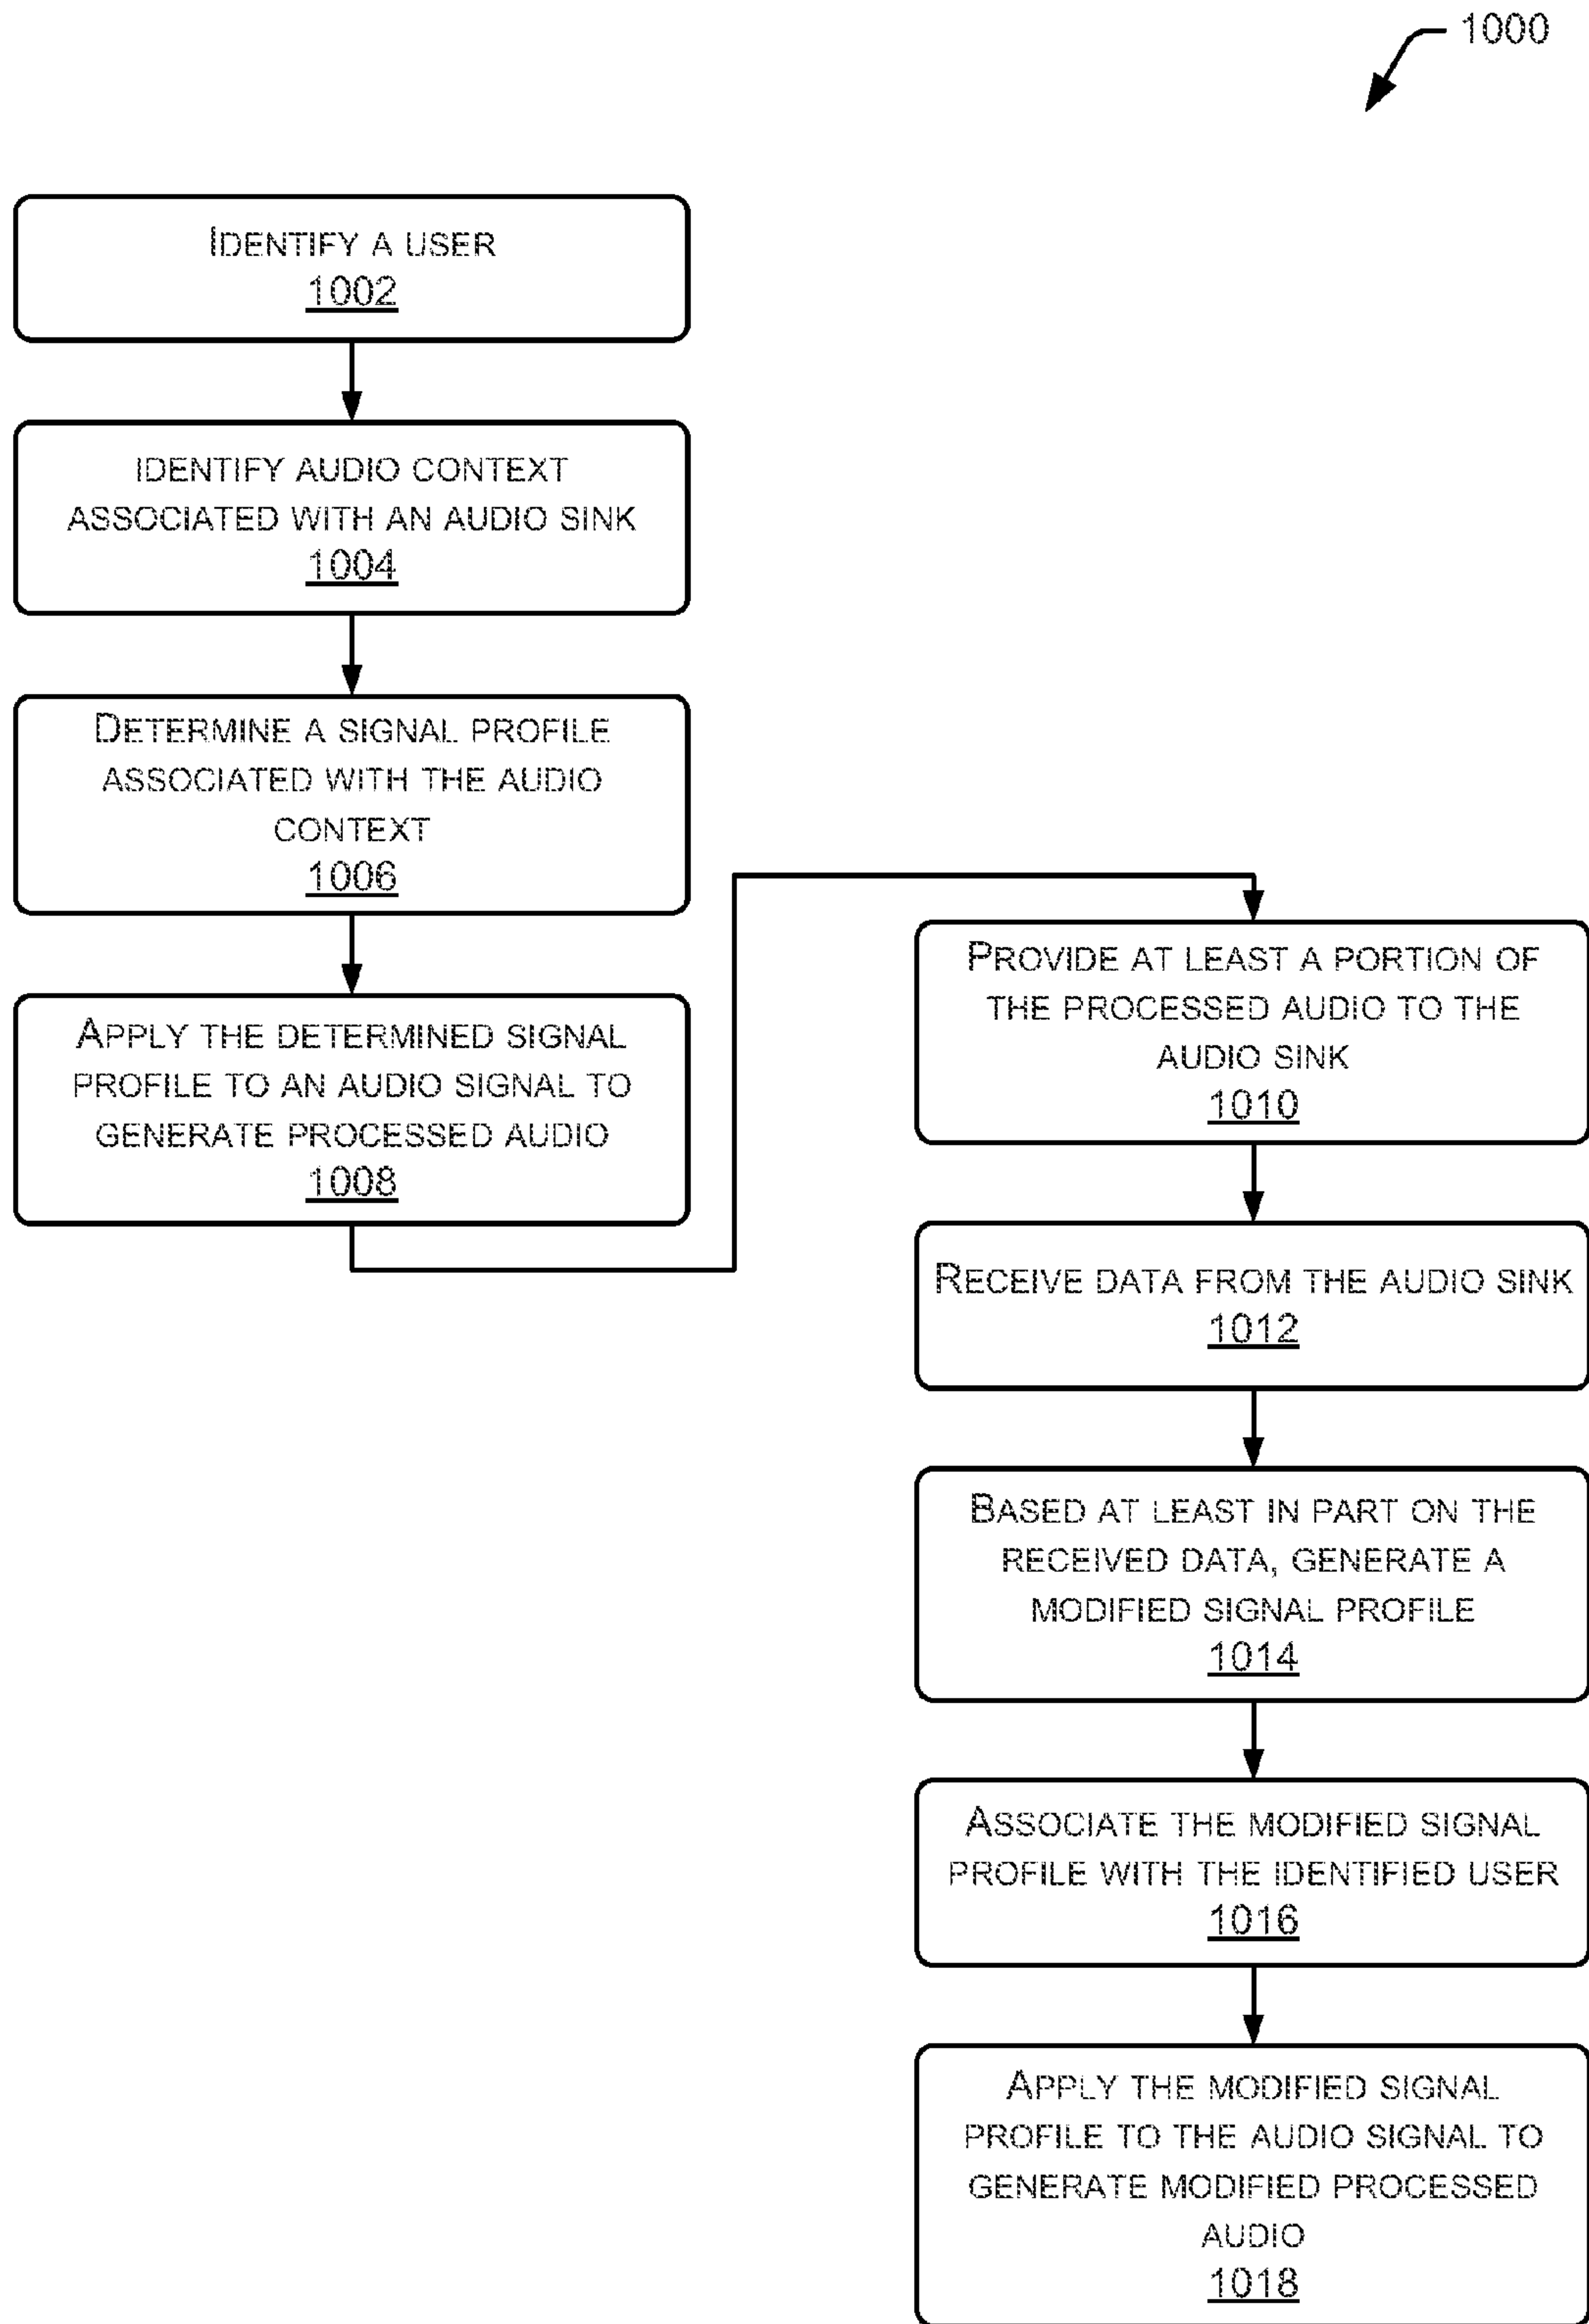 1000
IDENTIFY A USER
1002
IDENTIFY AUDIO CONTEXT
ASSOCIATED WITH AN AUDIO SINK
1004
DETERMINE A SIGNAL PROFILE
ASSOCIATED WITH THE AUDIO
CONTEXT
1006
APPLY THE DETERMINED SIGNAL
PROFILE TO AN AUDIO SIGNAL TO
GENERATE PROCESSED AUDIO
1008
PROVIDE AT LEAST A PORTION OF
THE PROCESSED AUDIO TO THE
AUDIO SINK
1010
RECEIVE DATA FROM THE AUDIO SINK
1012
BASED AT LEAST IN PART ON THE
RECEIVED DATA, GENERATE A
MODIFIED SIGNAL PROFILE
1014
ASSOCIATE THE MODIFIED SIGNAL
PROFILE WITH THE IDENTIFIED USER
1016
APPLY THE MODIFIED SIGNAL
PROFILE TO THE AUDIO SIGNAL TO
GENERATE MODIFIED PROCESSED
AUDIO
1018